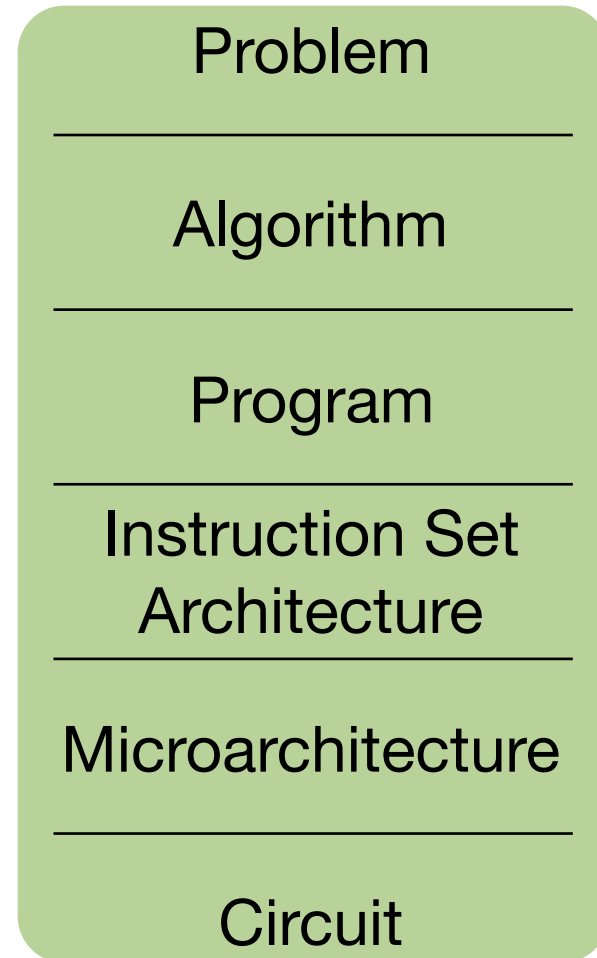 Problem
Algorithm
Program
Instruction Set
Architecture
Microarchitecture
Circuit